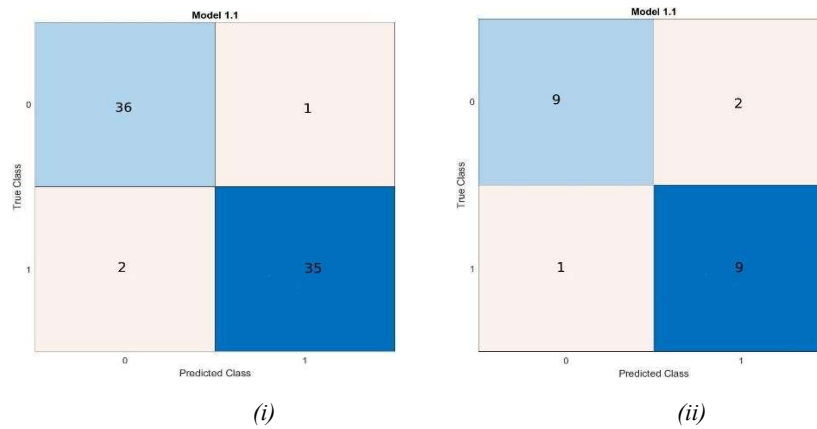 Model 1.1
0
36
1
True Class
1
2
35
0
1
Predicted Class
(i)
Model 1.1
0
9
2
True Class
1
1
9
0
1
Predicted Class
(ii)